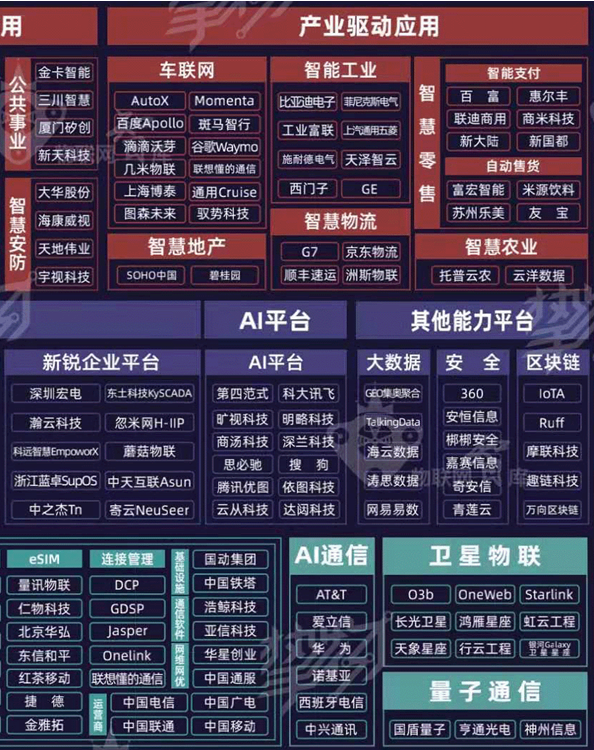 用
产业驱动应用
公共事业
金卡智能
三川智慧
厦门矽创
新天科技
智慧安防
大华股份
海康威视
天地伟业
宇视科技
车联网
AutoX Momenta
百度Apollo 斑马智行
滴滴沃芽 谷歌Waymo
几米物联 联想懂的通信
上海博泰 通用Cruise
图森未来 驭势科技
智慧地产
SOHO中国 碧桂园
智能工业
比亚迪电子 菲尼克斯电气
工业富联 上汽通用五菱
施耐德电气 天泽智云
西门子 GE
智慧物流
G7 京东物流
顺丰速运 洲斯物联
智慧零售
智能支付
百富 惠尔丰
联迪商用 商米科技
新大陆 新国都
自动售货
富宏智能 米源饮料
苏州乐美 友宝
智慧农业
托普云农 云洋数据
AI平台
其他能力平台
新锐企业平台
深圳宏电 东土科技KySCADA
瀚云科技 忽米网H-IIP
科远智慧EmpoworX 蘑菇物联
浙江蓝卓SupOS 中天互联Asun
中之杰Tn 寄云NeuSeer
AI平台
第四范式 科大讯飞
旷视科技 明略科技
商汤科技 深兰科技
思必驰 搜狗
腾讯优图 依图科技
云从科技 达闼科技
大数据
GEO集奥聚合
TalkingData
海云数据
涛思数据
网易易数
安全
360
安恒信息
梆梆安全
嘉赛信息
奇安信
青莲云
区块链
IoTA
Ruff
摩联科技
趣链科技
万向区块链
eSIM
量讯物联
仁物科技
北京华弘
东信和平
红茶移动
捷德
金雅拓
连接管理
DCP
GDSP
Jasper
Onelink
联想懂的通信
基础设施
国动集团
中国铁塔
通信软件
浩鲸科技
亚信科技
网维网优
华星创业
中国通服
运营商
中国电信 中国广电
中国联通 中国移动
AI通信
AT&T
爱立信
华为
诺基亚
西班牙电信
中兴通讯
卫星物联
O3b OneWeb Starlink
长光卫星 鸿雁星座 虹云工程
天象星座 行云工程 银河Galaxy
卫星星座
量子通信
国盾量子 亨通光电 神州信息